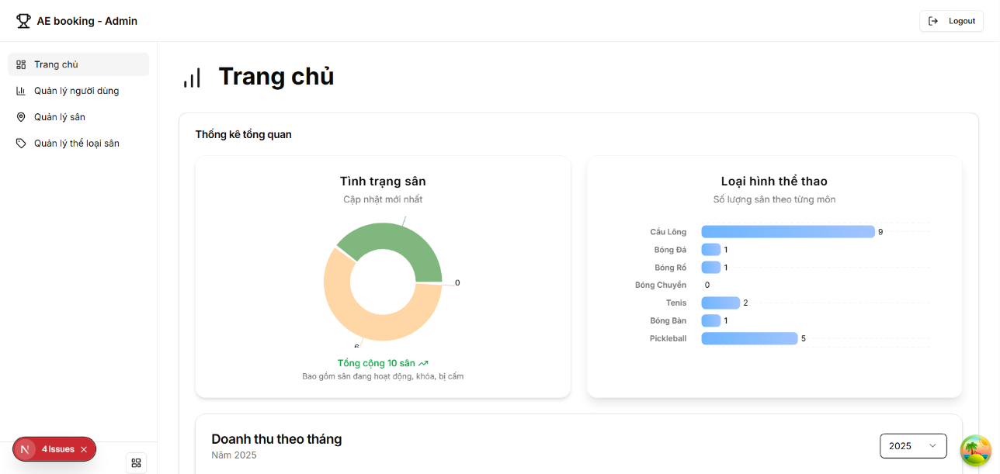 AE booking - Admin
Logout
Trang chủ
Quản lý người dùng
Quản lý sân
Quản lý thể loại sân
Trang chủ
Thống kê tổng quan
Tình trạng sân
Cập nhật mới nhất
0
Tổng cộng 10 sân
Bao gồm sân đang hoạt động, khóa, bị cấm
Loại hình thể thao
Số lượng sân theo từng môn
Cầu Lông 9
Bóng Đá 1
Bóng Rổ 1
Bóng Chuyền 0
Tenis 2
Bóng Bàn 1
Pickleball 5
Doanh thu theo tháng
Năm 2025
2025
N 4 Issues